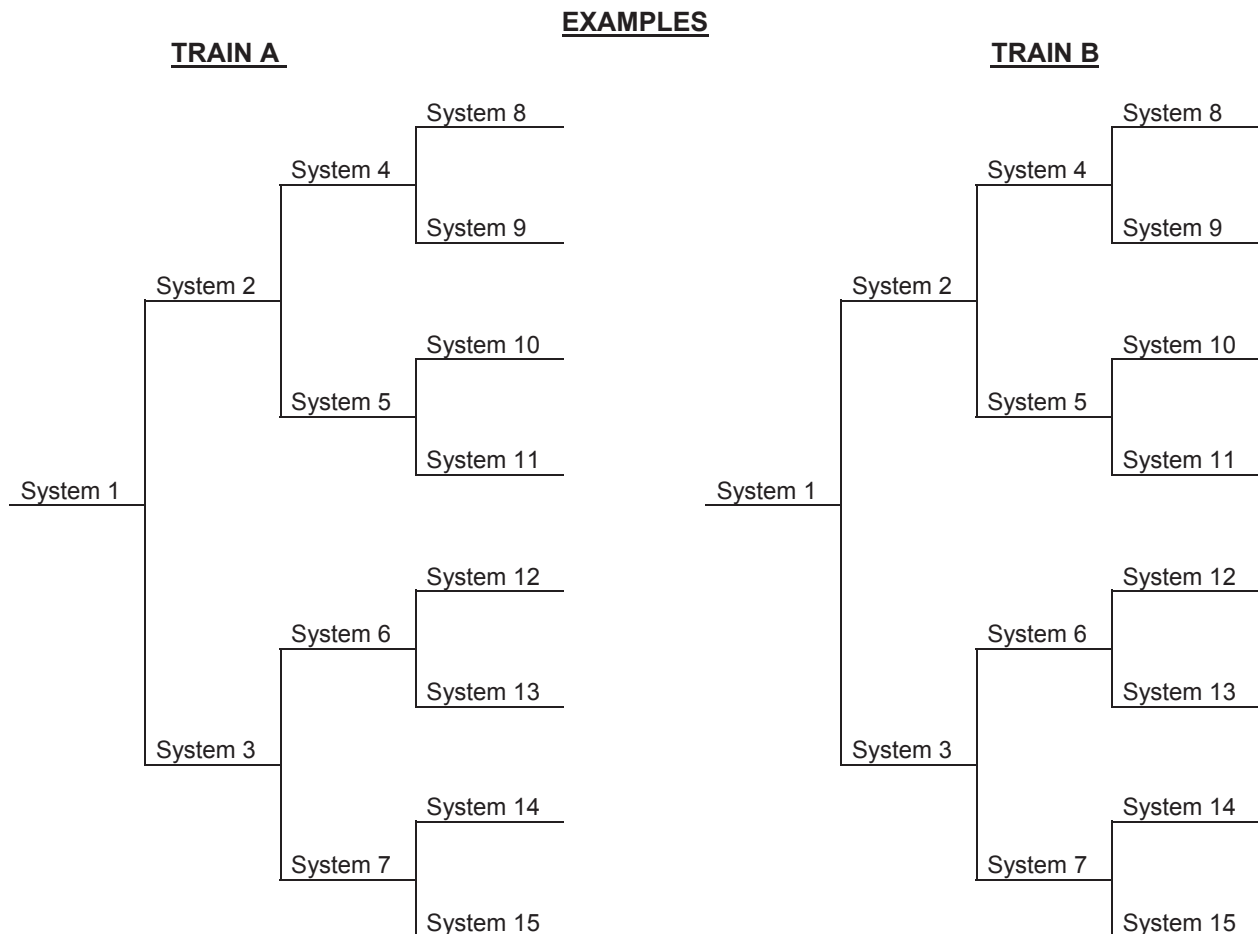 EXAMPLES
TRAIN A
TRAIN B
System 8
System 8
System 4
System 4
System 9
System 9
System 2
System 2
System 10
System 10
System 5
System 5
System 11
System 11
System 1
System 1
System 12
System 12
System 6
System 6
System 13
System 13
System 3
System 3
System 14
System 14
System 7
System 7
System 15
System 15